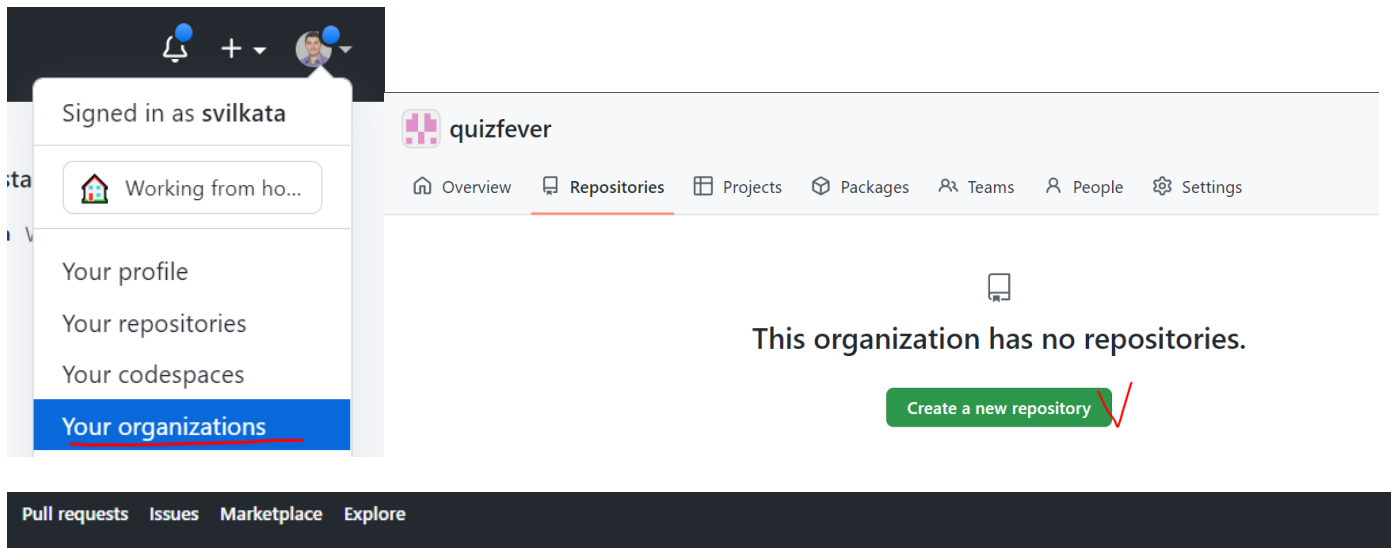 Signed in as svilkata
sta
Working from ho...
Your profile
Your repositories
Your codespaces
Your organizations
quizfever
Overview Repositories Projects Packages Teams People Settings
This organization has no repositories.
Create a new repository
Pull requests Issues Marketplace Explore